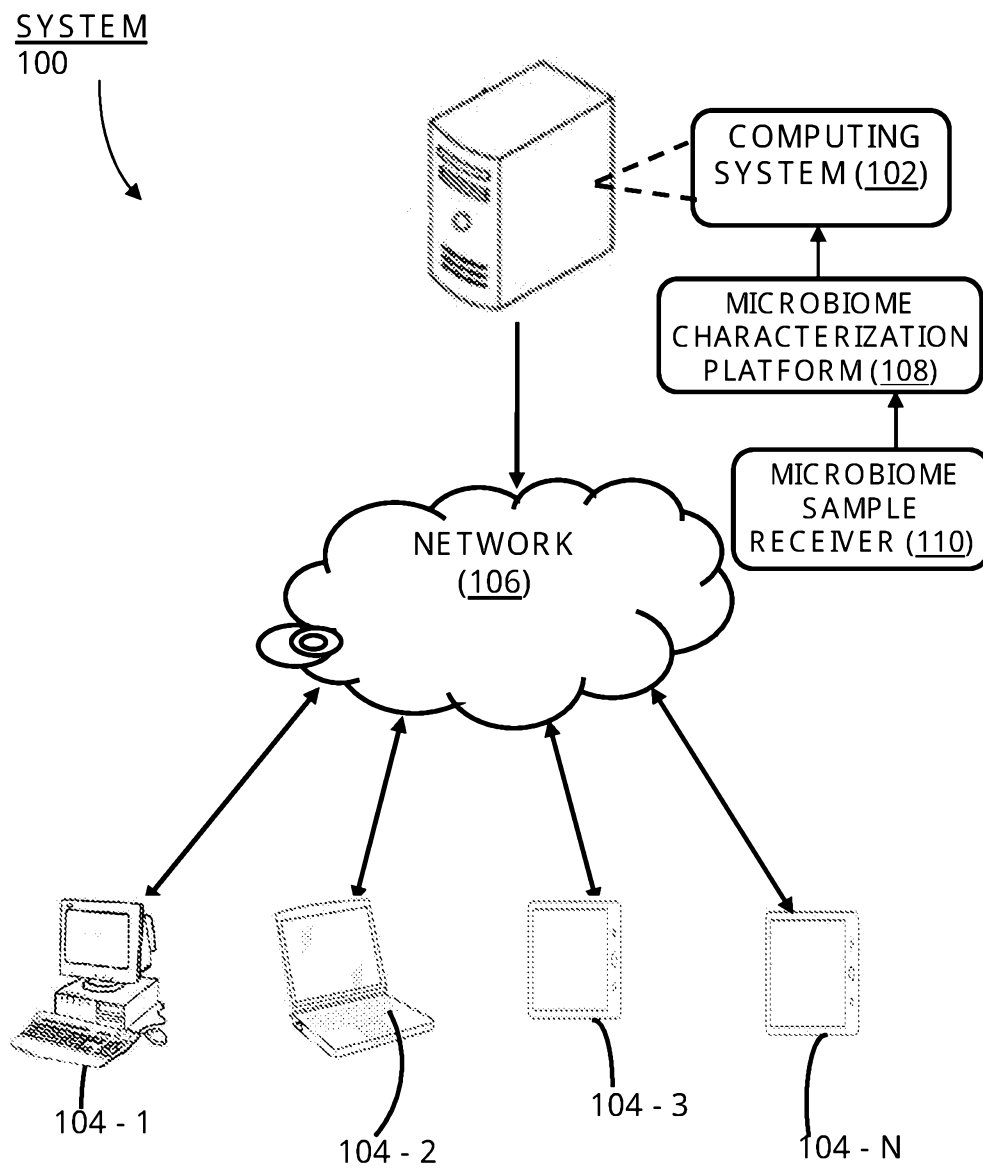 SYSTEM
100
COMPUTING
SYSTEM (102)
MICROBIOME
CHARACTERIZATION
PLATFORM (108)
MICROBIOME
SAMPLE
RECEIVER (110)
NETWORK
(106)
104 - 1
104 - 2
104 - 3
104 - N